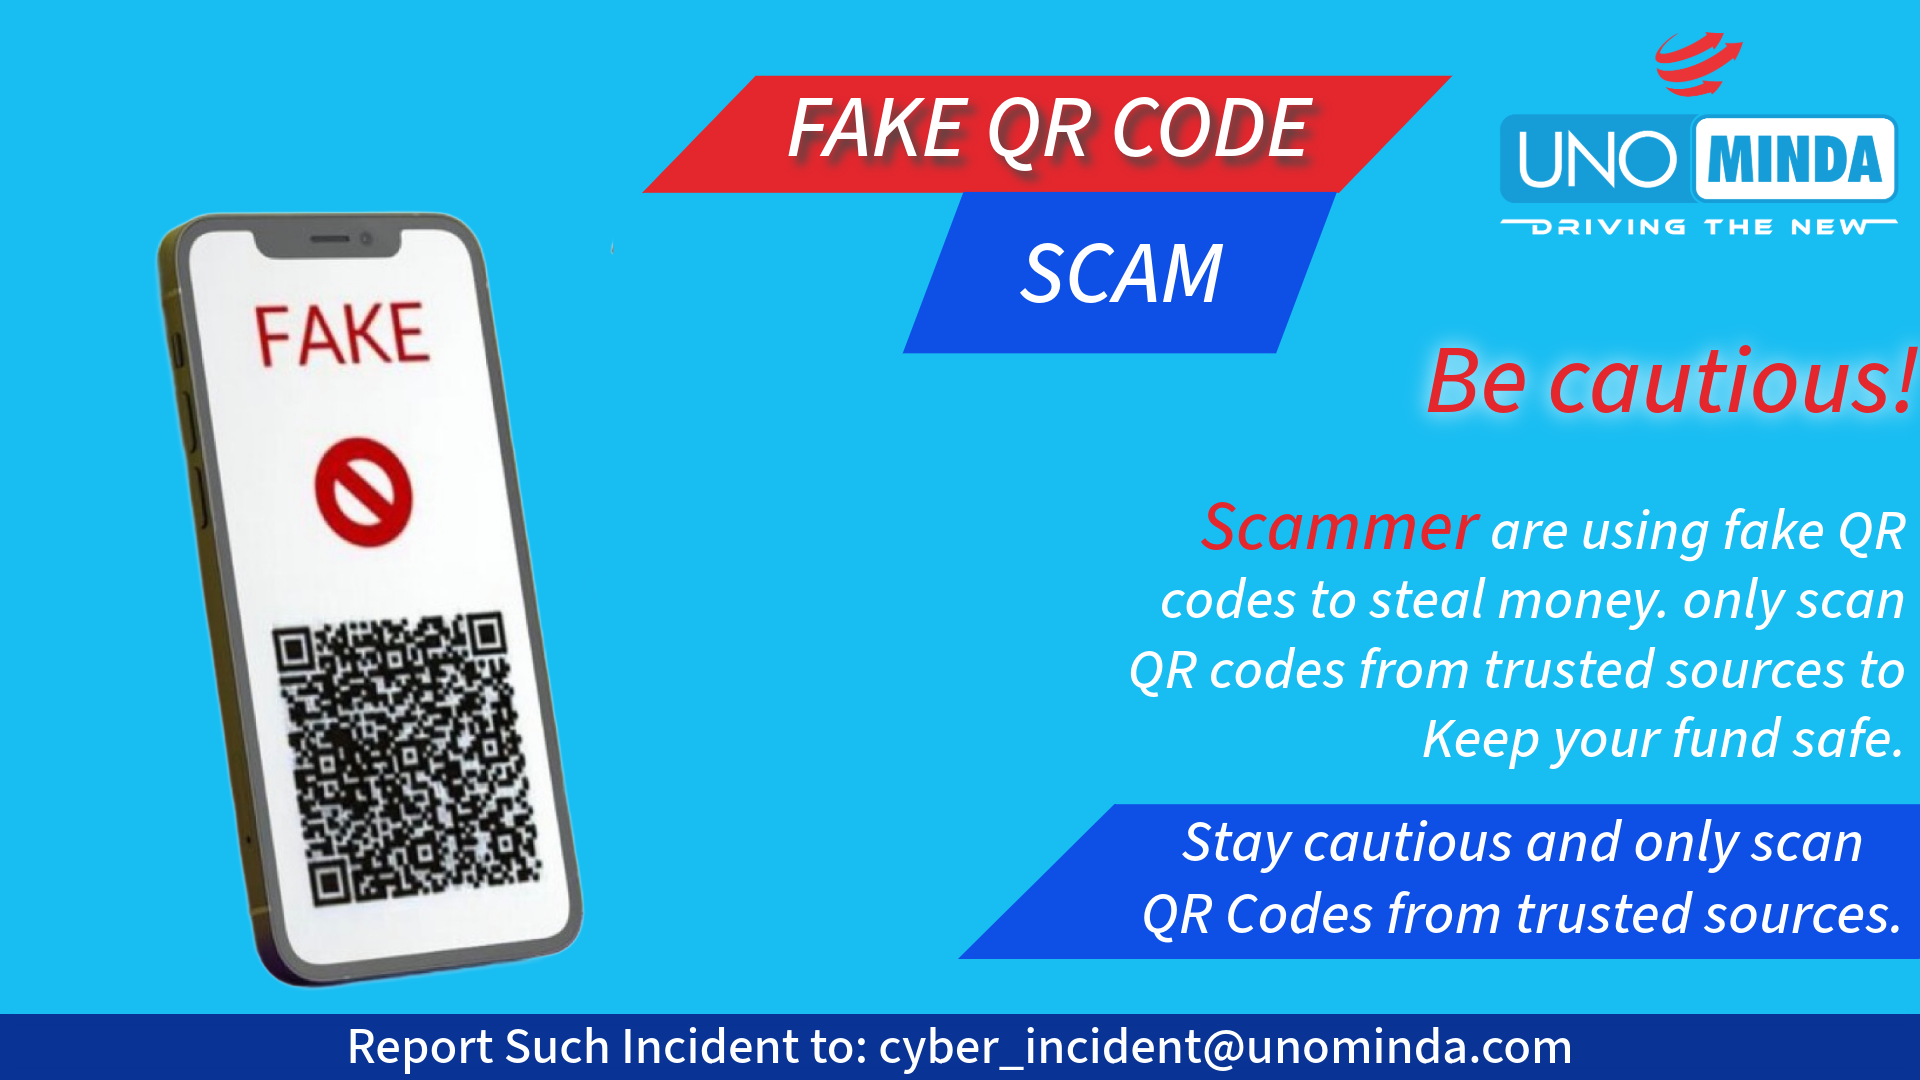 FAKE QR CODE
SCAM
UNO MINDA
DRIVING THE NEW
FAKE
Be cautious!
Scammer are using fake QR
codes to steal money. only scan
QR codes from trusted sources to
Keep your fund safe.
Stay cautious and only scan
QR Codes from trusted sources.
Report Such Incident to: cyber_incident@unominda.com